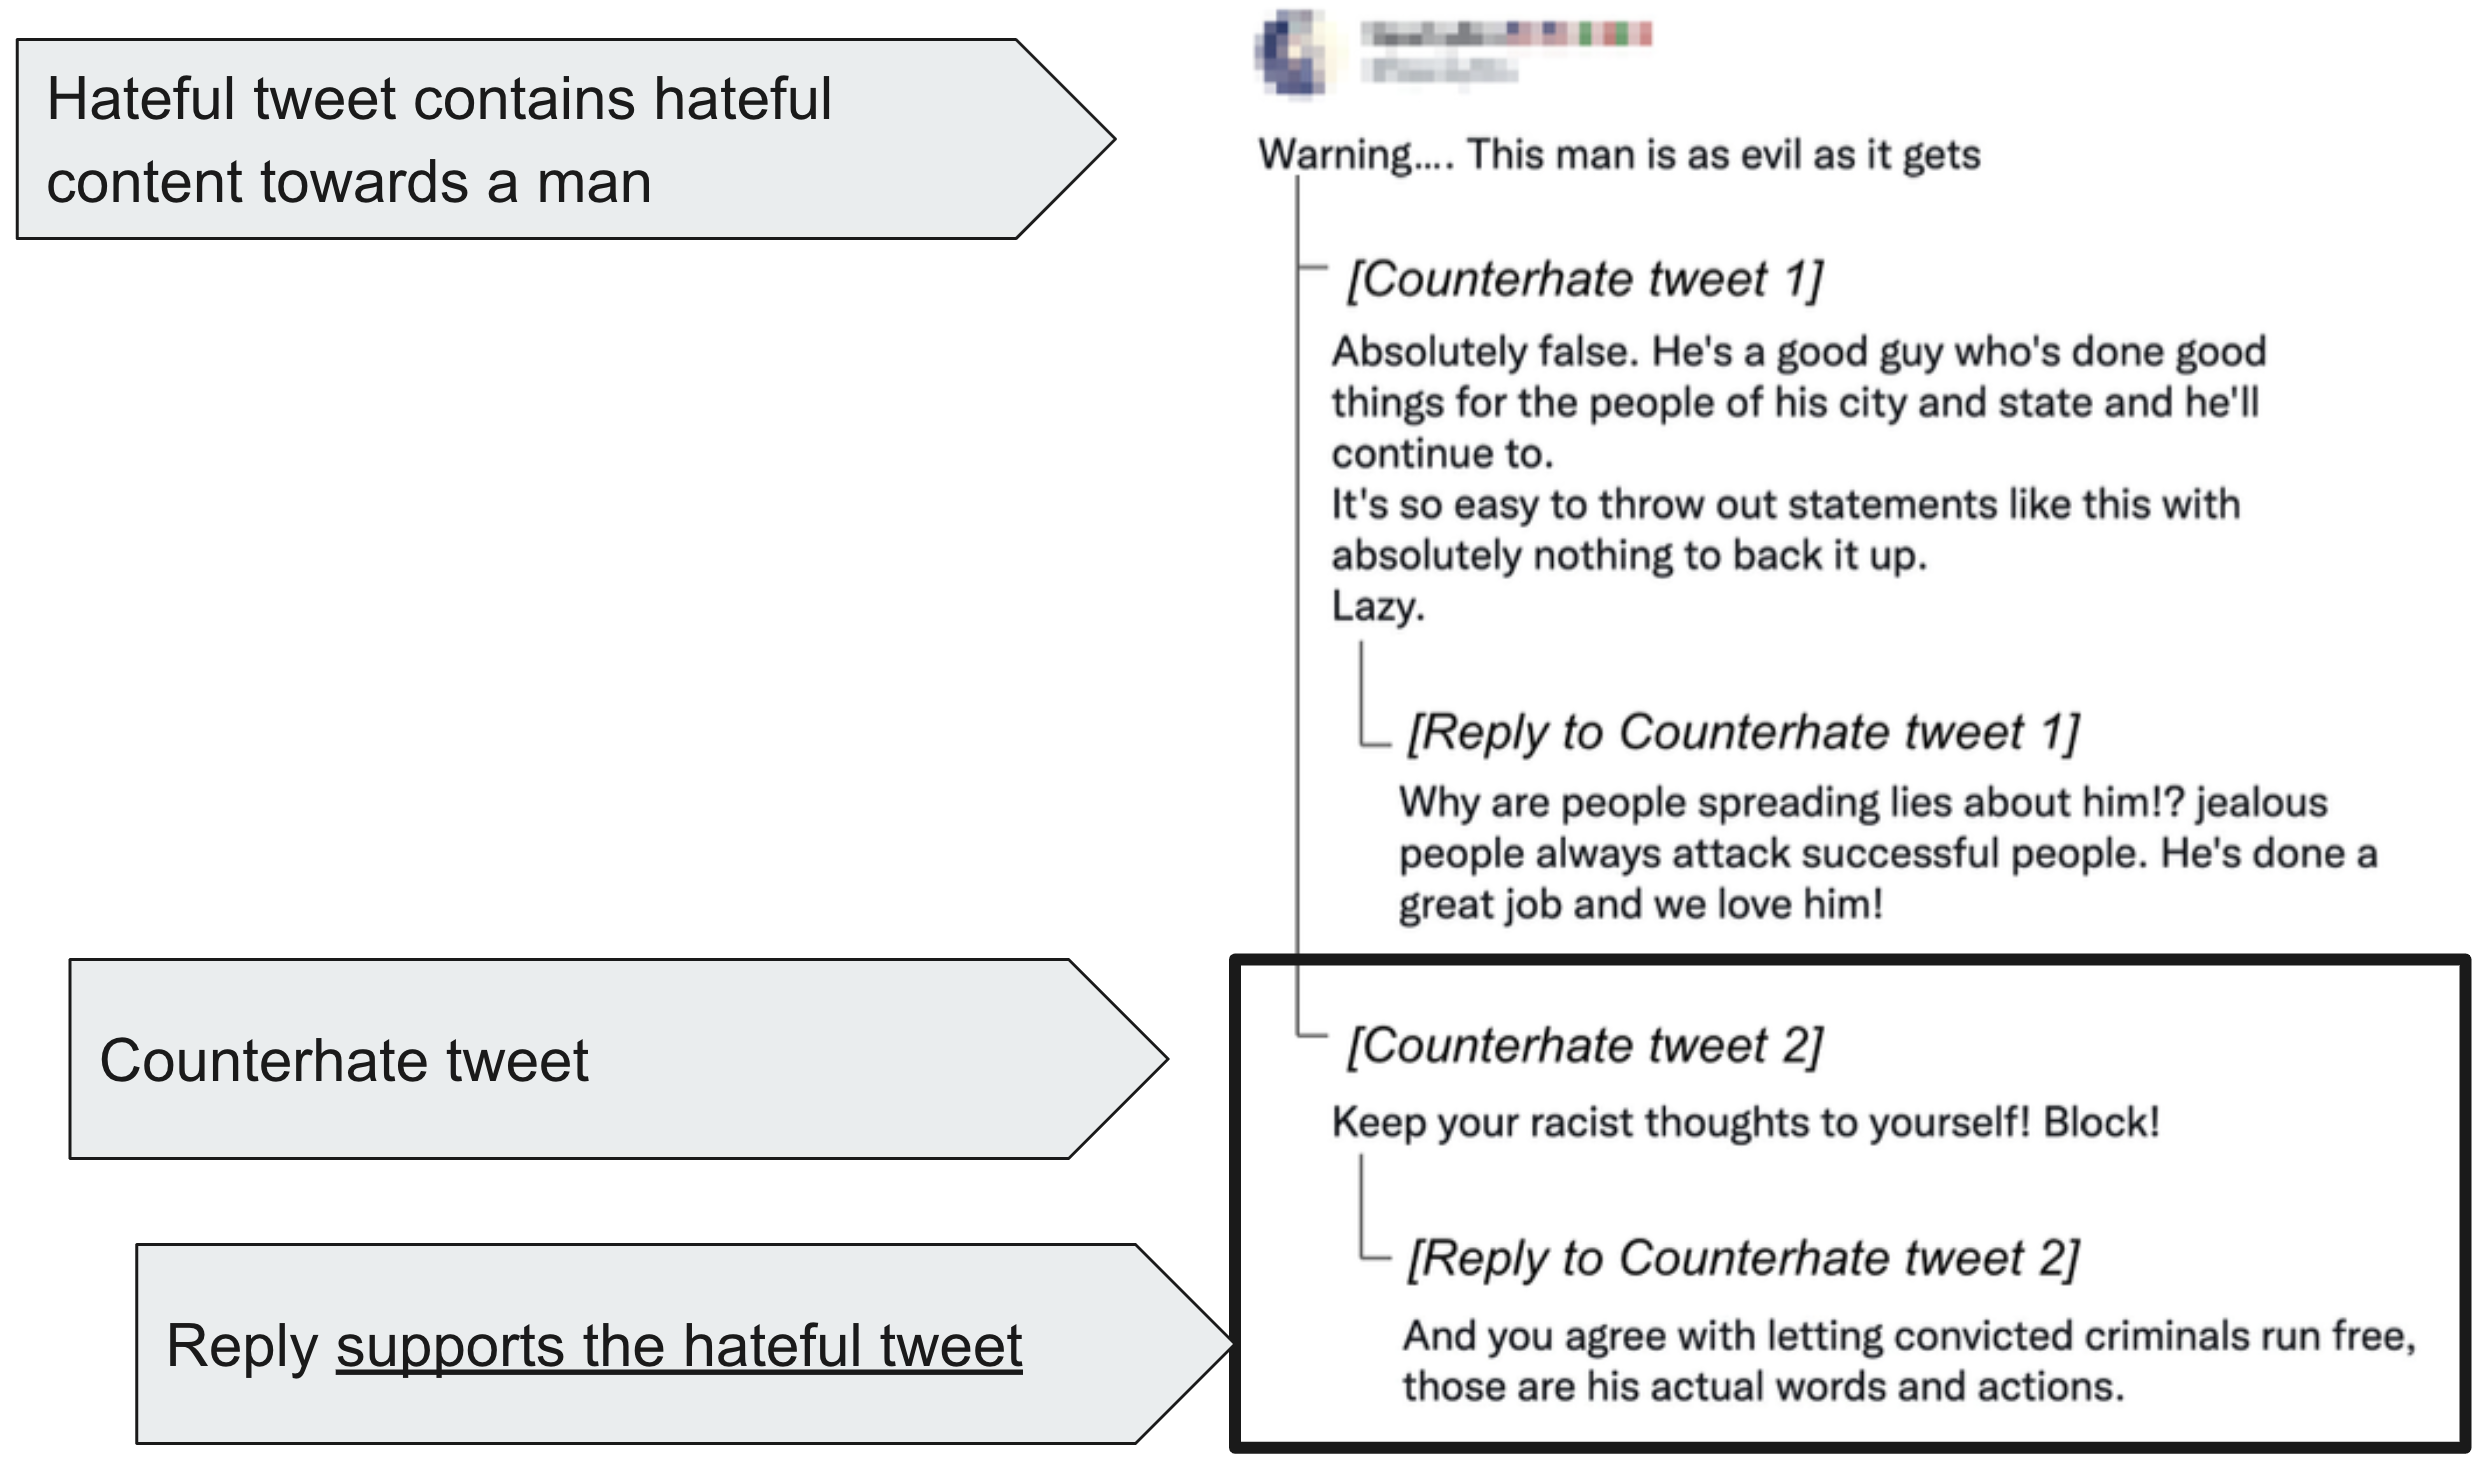 Hateful tweet contains hateful
content towards a man
Warning.... This man is as evil as it gets
[Counterhate tweet 1]
Absolutely false. He's a good guy who's done good
things for the people of his city and state and he'll
continue to.
It's so easy to throw out statements like this with
absolutely nothing to back it up.
Lazy.
[Reply to Counterhate tweet 1]
Why are people spreading lies about him!? jealous
people always attack successful people. He's done a
great job and we love him!
Counterhate tweet
[Counterhate tweet 2]
Keep your racist thoughts to yourself! Block!
Reply supports the hateful tweet
[Reply to Counterhate tweet 2]
And you agree with letting convicted criminals run free,
those are his actual words and actions.